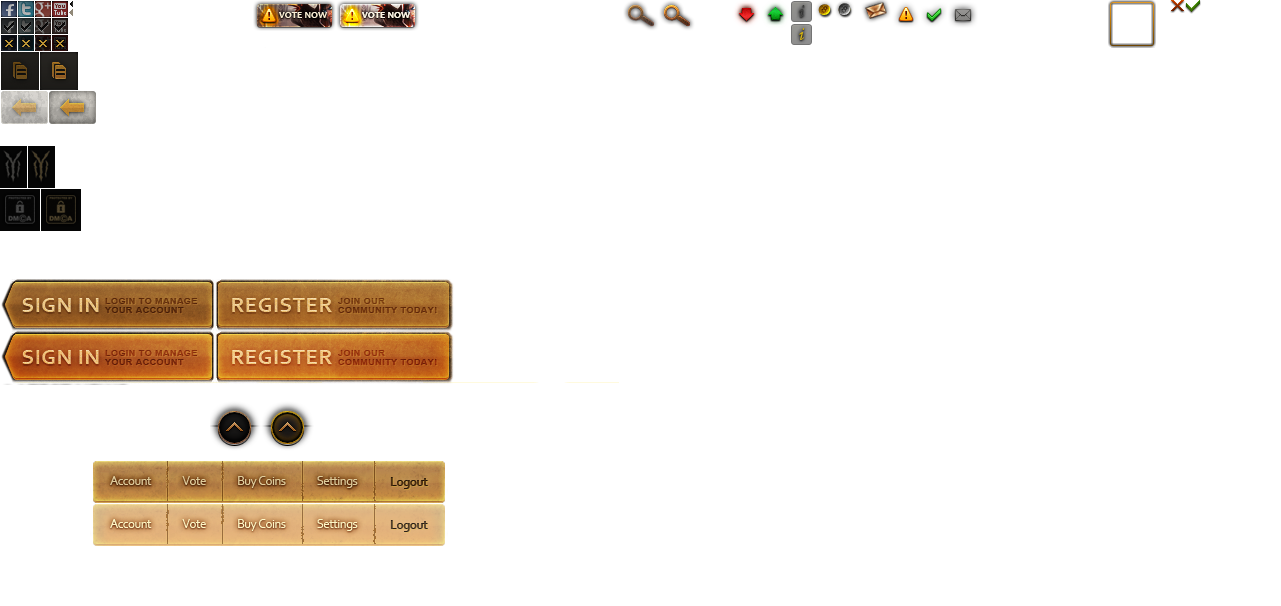 You
Tube
VOTE NOW
VOTE NOW
DMCA
DMCA
SIGN IN
LOGIN TO MANAGE
YOUR ACCOUNT
REGISTER
JOIN OUR
COMMUNITY TODAY!
SIGN IN
LOGIN TO MANAGE
YOUR ACCOUNT
REGISTER
JOIN OUR
COMMUNITY TODAY!
Account Vote Buy Coins Settings Logout
Account Vote Buy Coins Settings Logout